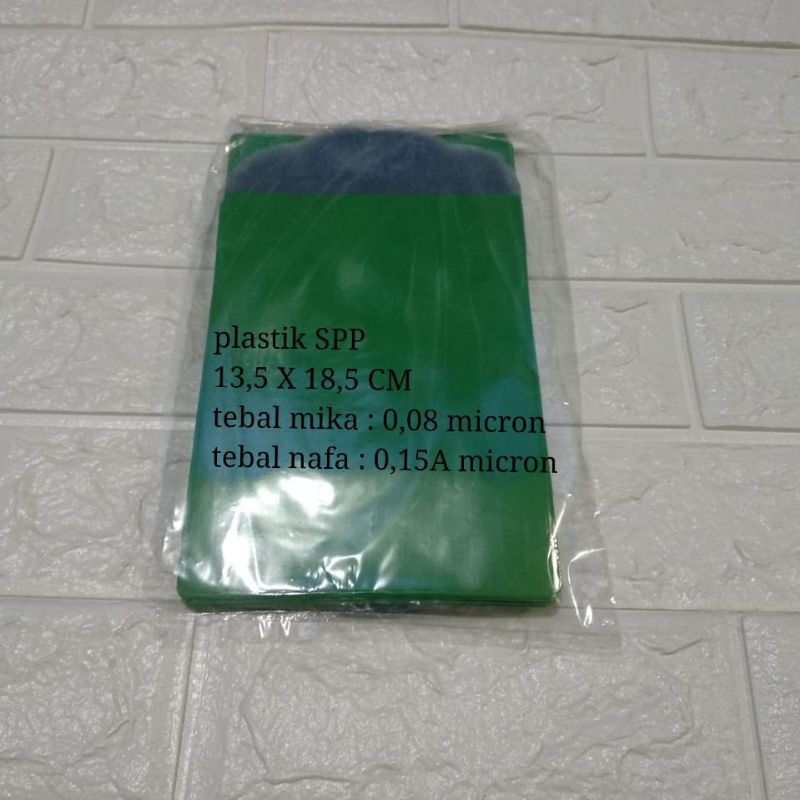 plastik SPP
13,5 X 18,5 CM
tebal mika : 0,08 micron
tebal nafa : 0,15A micron